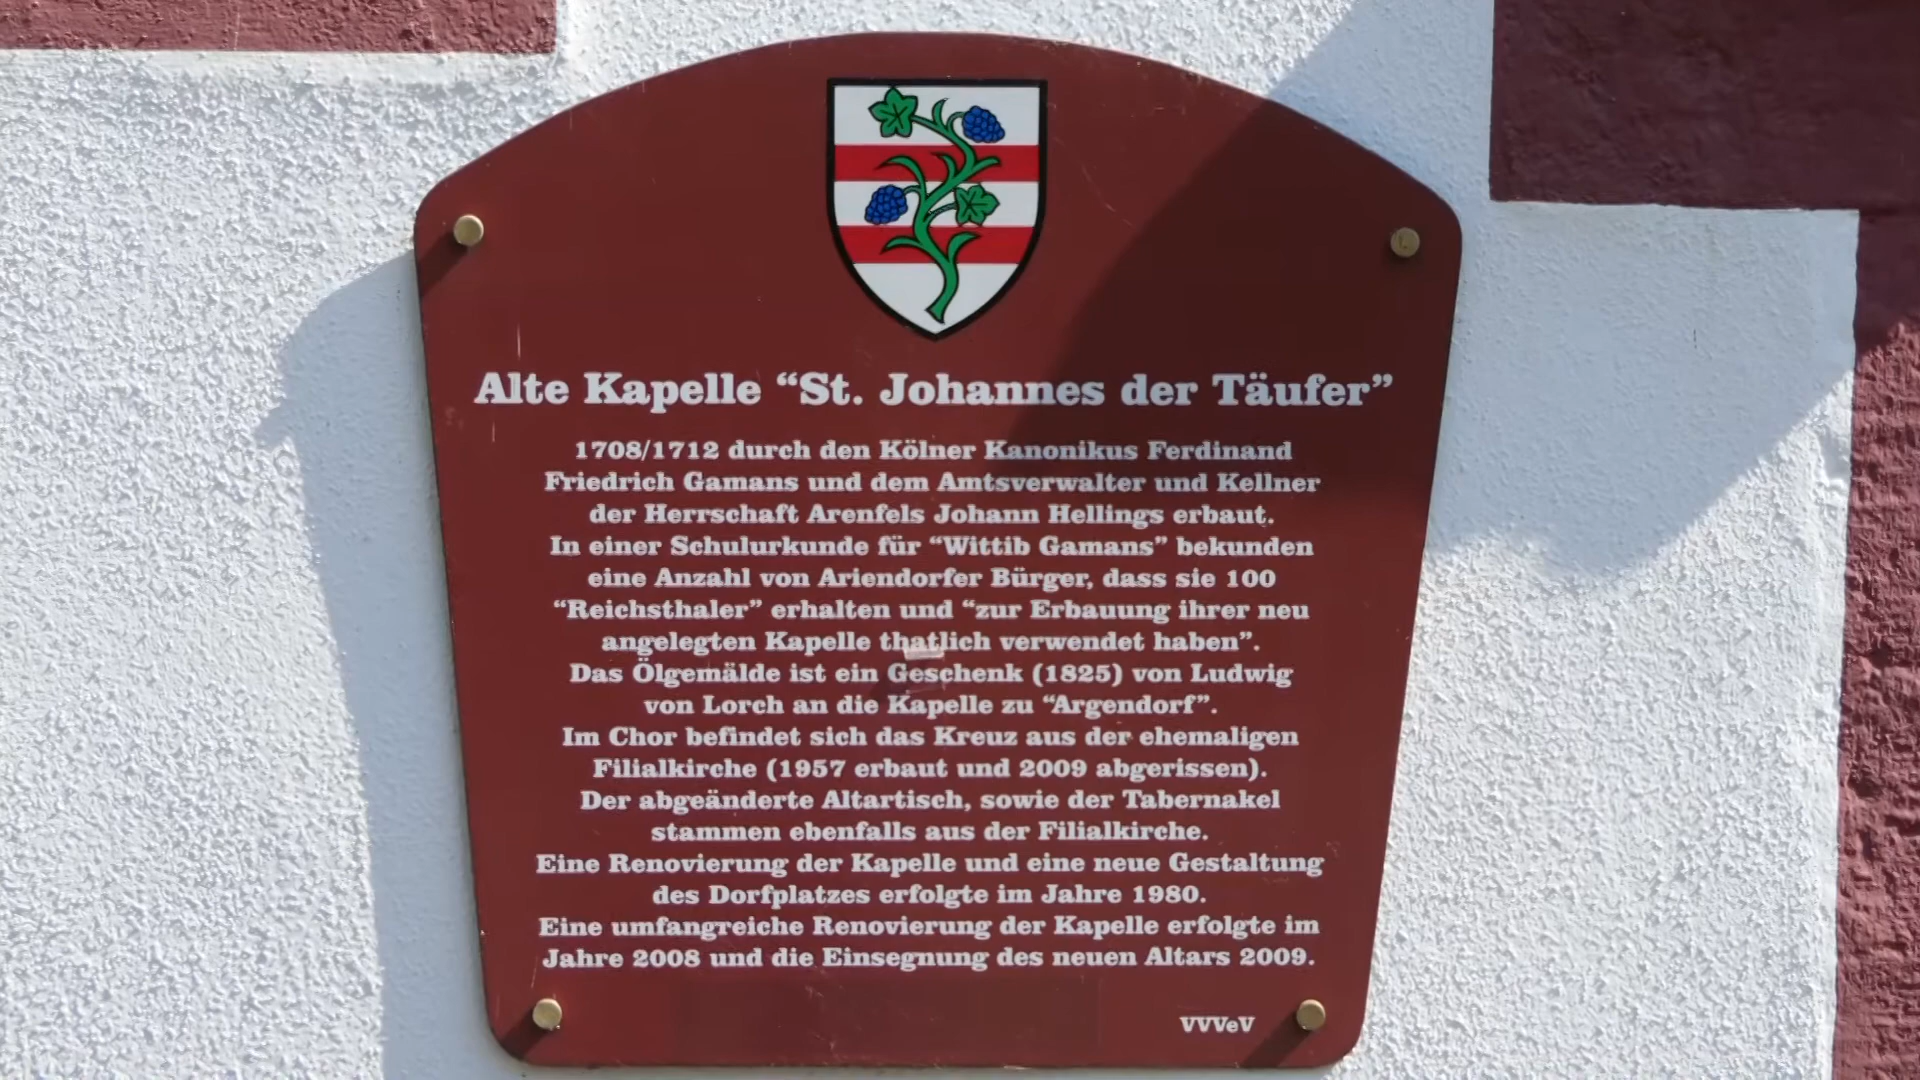 Alte Kapelle “St. Johannes der Täufer”
1708/1712 durch den Kölner Kanonikus Ferdinand
Friedrich Gamans und dem Amtsverwalter und Kellner
der Herrschaft Arenfels Johann Hellings erbaut.
In einer Schulurkunde für “Wittib Gamans” bekunden
eine Anzahl von Ariendorfer Bürger, dass sie 100
“Reichsthaler” erhalten und “zur Erbauung ihrer neu
angelegten Kapelle thatlich verwendet haben”.
Das Ölgemälde ist ein Geschenk (1825) von Ludwig
von Lorch an die Kapelle zu “Argendorf”.
Im Chor befindet sich das Kreuz aus der ehemaligen
Filialkirche (1957 erbaut und 2009 abgerissen).
Der abgeänderte Altartisch, sowie der Tabernakel
stammen ebenfalls aus der Filialkirche.
Eine Renovierung der Kapelle und eine neue Gestaltung
des Dorfplatzes erfolgte im Jahre 1980.
Eine umfangreiche Renovierung der Kapelle erfolgte im
Jahre 2008 und die Einsegnung des neuen Altars 2009.
VVVeV